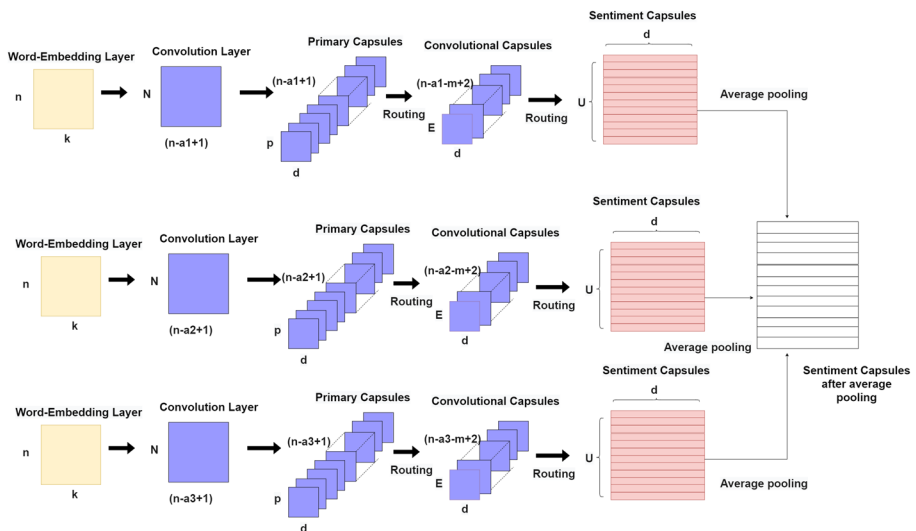 Sentiment Capsules
d
Primary Capsules
Convolutional Capsules
Word-Embedding Layer
Convolution Layer
(n-a1+1)
(n-a1-m+2)
n
N
U
Average pooling
Routing
Routing
E
p
k
(n-a1+1)
d
d
Sentiment Capsules
d
Primary Capsules
Convolutional Capsules
Word-Embedding Layer
Convolution Layer
(n-a2+1)
(n-a2-m+2)
n
N
U
Routing
Routing
E
p
k
(n-a2+1)
d
d
Average pooling
Sentiment Capsules
after average
pooling
Sentiment Capsules
d
Primary Capsules
Convolutional Capsules
Word-Embedding Layer
Convolution Layer
(n-a3+1)
(n-a3-m+2)
n
N
U
Routing
Routing
Average pooling
E
p
k
(n-a3+1)
d
d